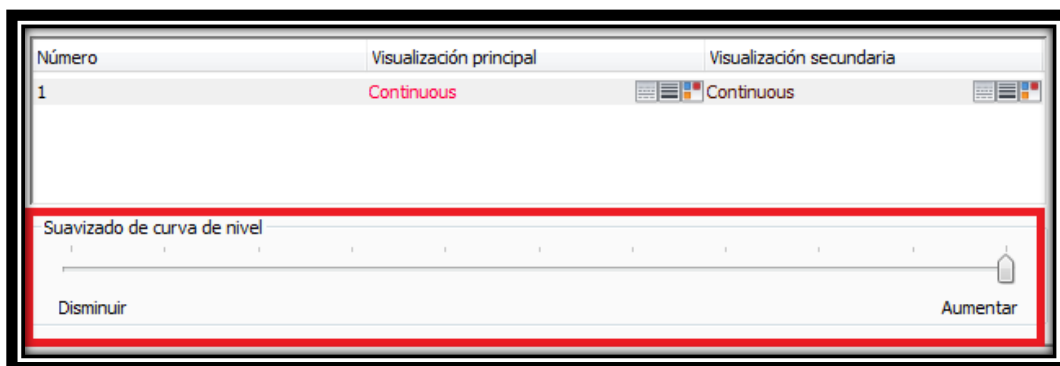 Número Visualización principal Visualización secundaria
1 Continuous Continuous
Suavizado de curva de nivel
Disminuir Aumentar